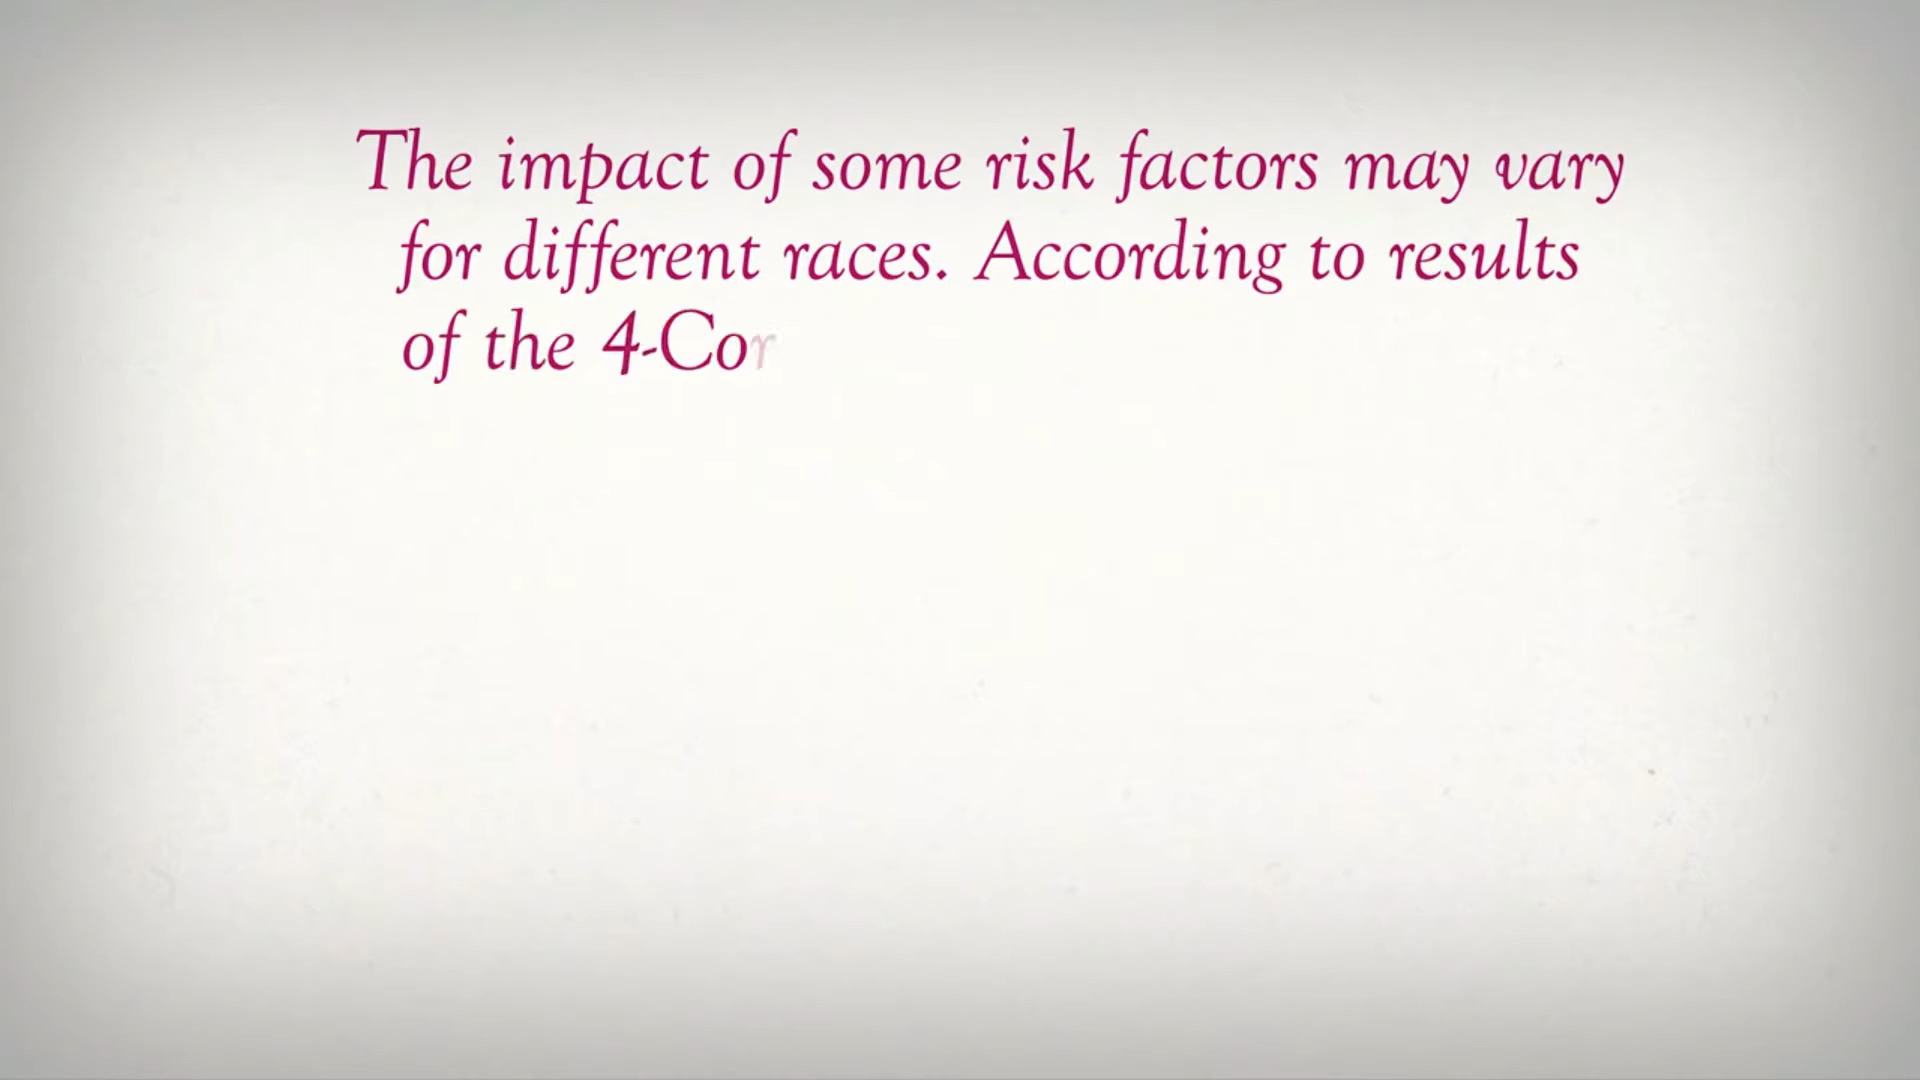 The impact of some risk factors may vary
for different races. According to results
of the 4-Cor